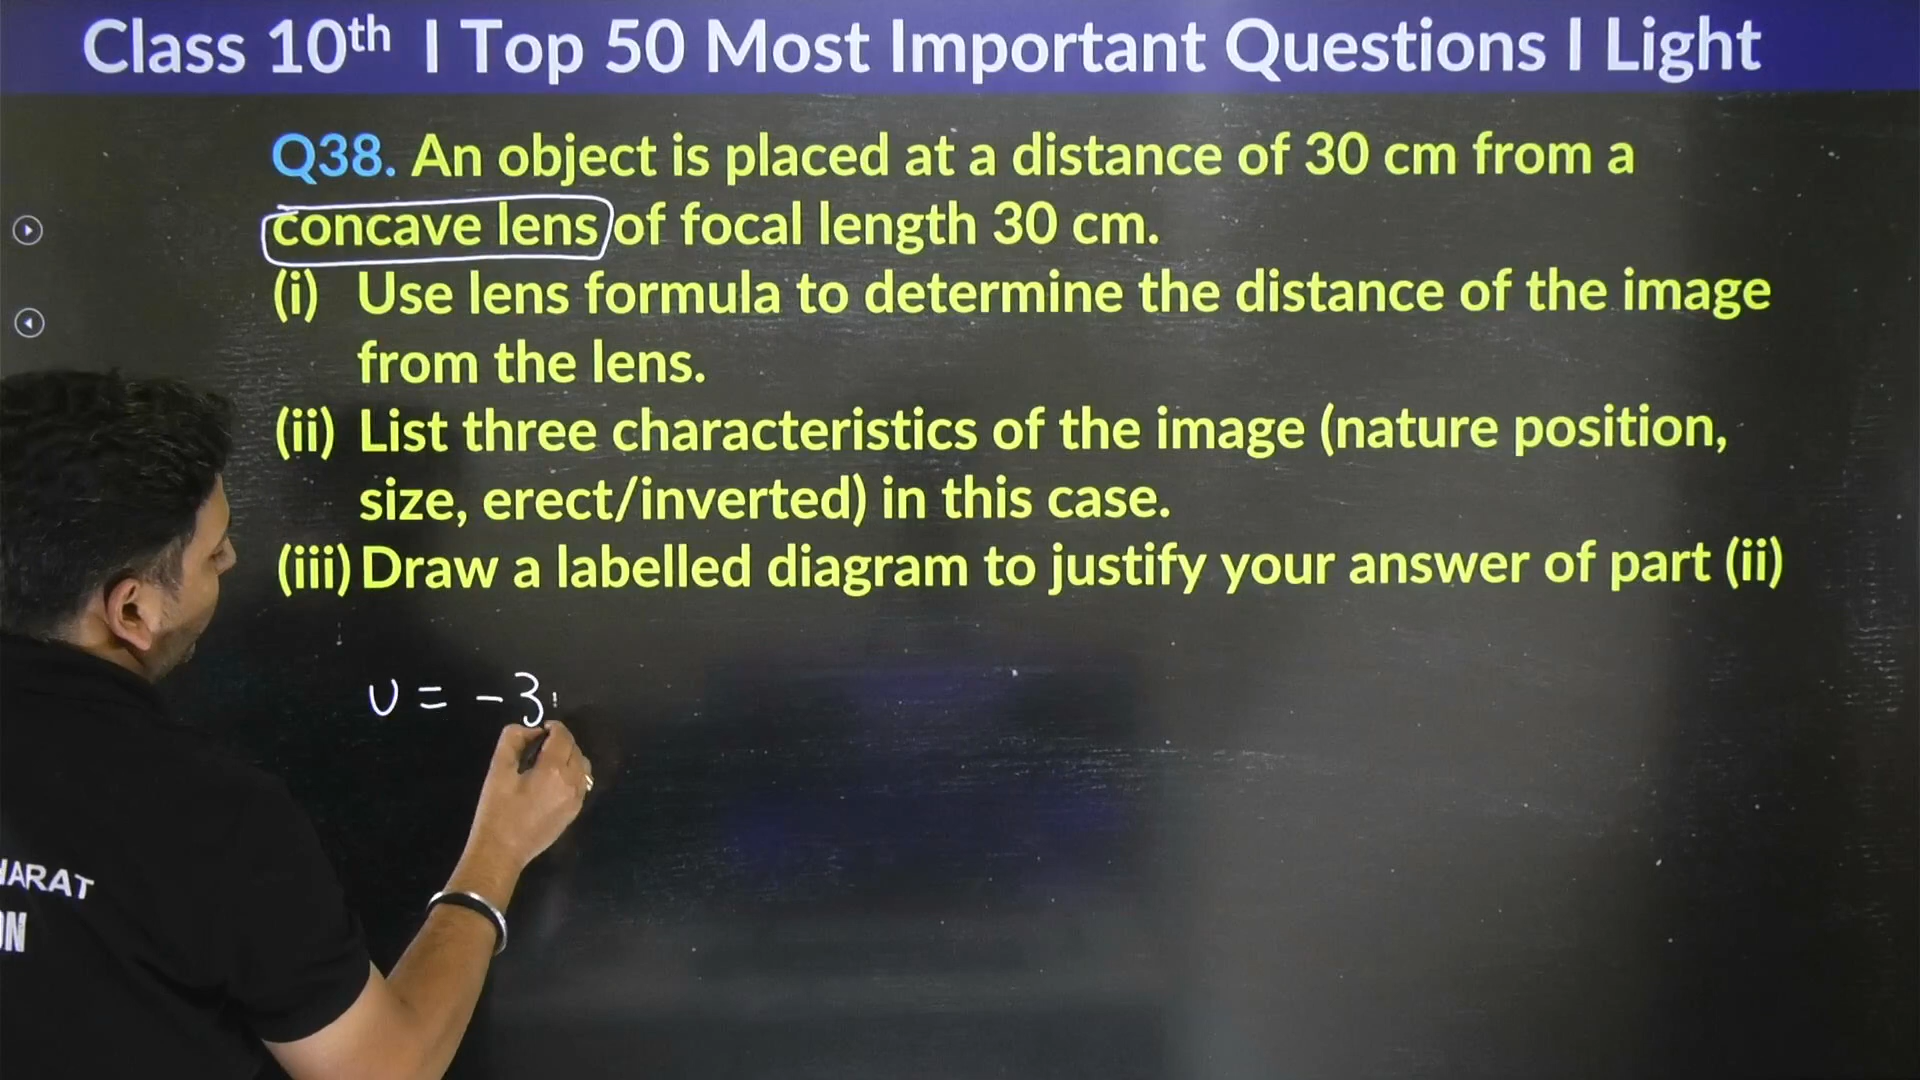 Class 10th I Top 50 Most Important Questions I Light
Q38. An object is placed at a distance of 30 cm from a
concave lens of focal length 30 cm.
(i) Use lens formula to determine the distance of the image
from the lens.
(ii) List three characteristics of the image (nature position,
size, erect/inverted) in this case.
(iii) Draw a labelled diagram to justify your answer of part (ii)
u = -3
HARAT
ON